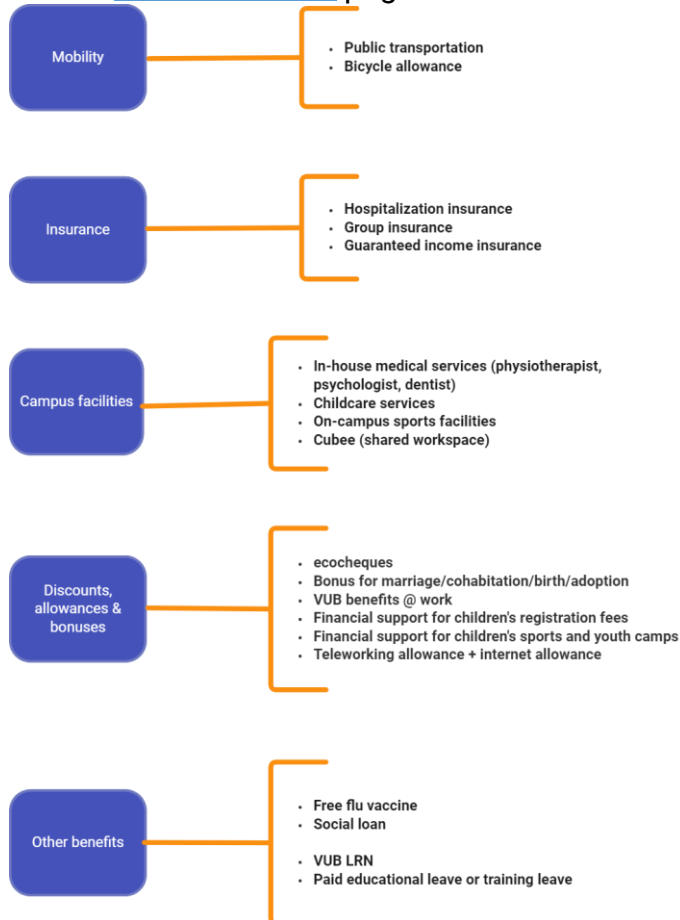 Mobility
• Public transportation
• Bicycle allowance
Insurance
• Hospitalization insurance
• Group insurance
• Guaranteed income insurance
Campus facilities
• In-house medical services (physiotherapist,
psychologist, dentist)
• Childcare services
• On-campus sports facilities
• Cubee (shared workspace)
Discounts,
allowances &
bonuses
• ecocheques
• Bonus for marriage/cohabitation/birth/adoption
• VUB benefits @ work
• Financial support for children's registration fees
• Financial support for children's sports and youth camps
• Teleworking allowance + internet allowance
Other benefits
• Free flu vaccine
• Social loan
• VUB LRN
• Paid educational leave or training leave